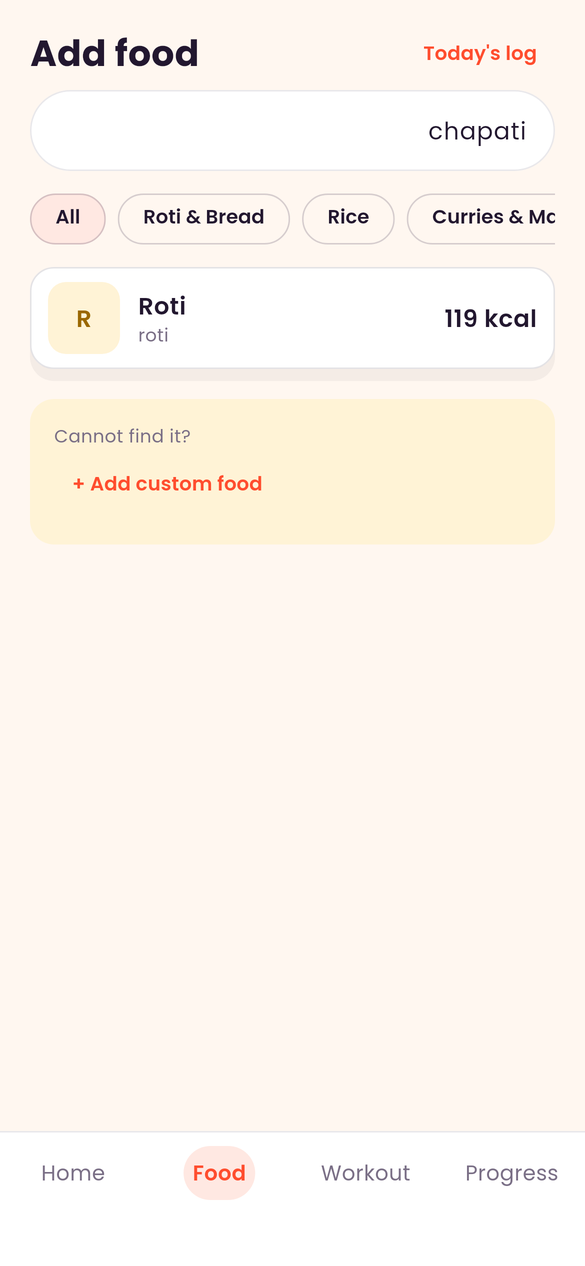 Add food
Today's log
chapati
All
Roti & Bread
Rice
Curries &
Roti
roti
119 kcal
R
Cannot find it?
+ Add custom food
Home
Food
Workout
Progress